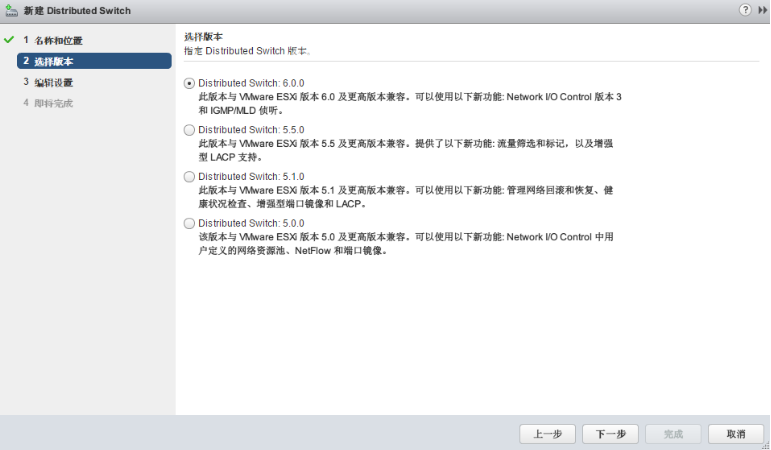 新建 Distributed Switch
1 名称和位置
2 选择版本
3 编辑设置
4 即将完成
选择版本
指定 Distributed Switch 版本.
Distributed Switch: 6.0.0
此版本与 VMware ESXi 版本 6.0 及更高版本兼容。可以使用以下新功能: Network I/O Control 版本 3
和 IGMP/MLD 侦听。
Distributed Switch: 5.5.0
此版本与 VMware ESXi 版本 5.5 及更高版本兼容。提供了以下新功能: 流量筛选和标记，以及增强
型 LACP 支持。
Distributed Switch: 5.1.0
此版本与 VMware ESXi 版本 5.1 及更高版本兼容。可以使用以下新功能: 管理网络回滚和恢复、健
康状况检查、增强型端口镜像和 LACP。
Distributed Switch: 5.0.0
该版本与 VMware ESXi 版本 5.0 及更高版本兼容。可以使用以下新功能: Network I/O Control 中用
户定义的网络资源池、NetFlow 和端口镜像。
上一步 下一步 完成 取消